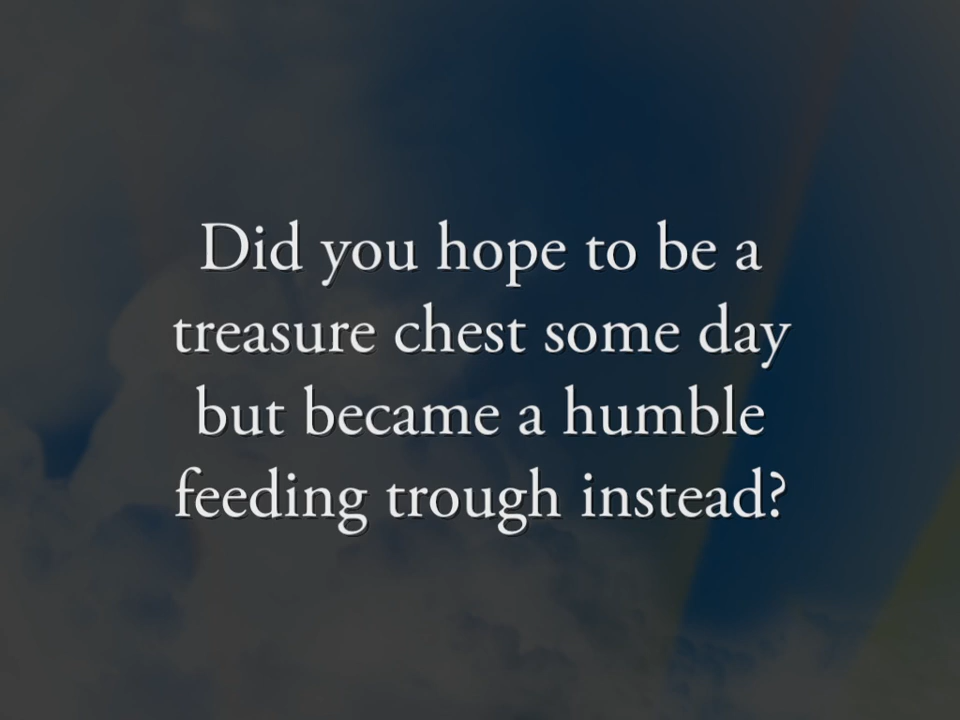 Did you hope to be a
treasure chest some day
but became a humble
feeding trough instead?